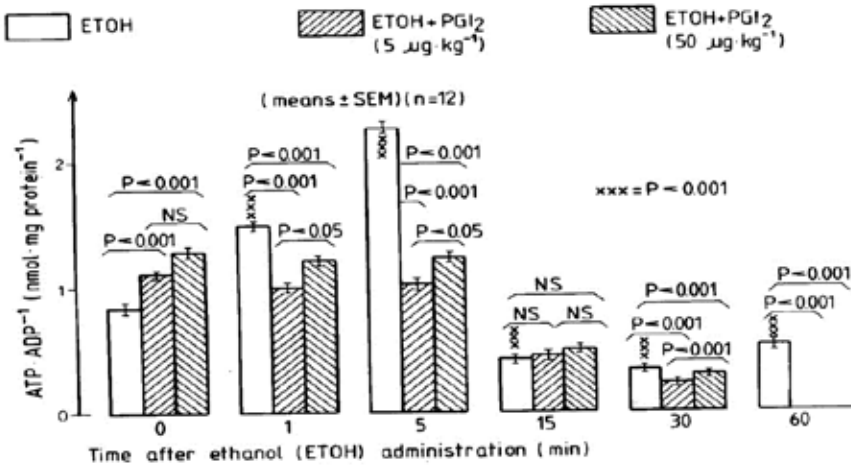 ETOH
ETOH + PGI₂
(5 µg·kg⁻¹)
ETOH+PGI₂
(50 µg·kg⁻¹)
(means ± SEM) (n=12)
ATP·ADP⁻¹ (nmol·mg protein⁻¹)
2
1
0
P<0.001
NS
P<0.001
P<0.001
P<0.001
xxx
P<0.05
xxx
P<0.001
P<0.001
P<0.05
xxx = P<0.001
NS
NS
NS
xxx
P<0.001
P<0.001
P<0.001
xxx
P<0.001
P<0.001
xxx
0
1
5
15
30
60
Time after ethanol (ETOH) administration (min)